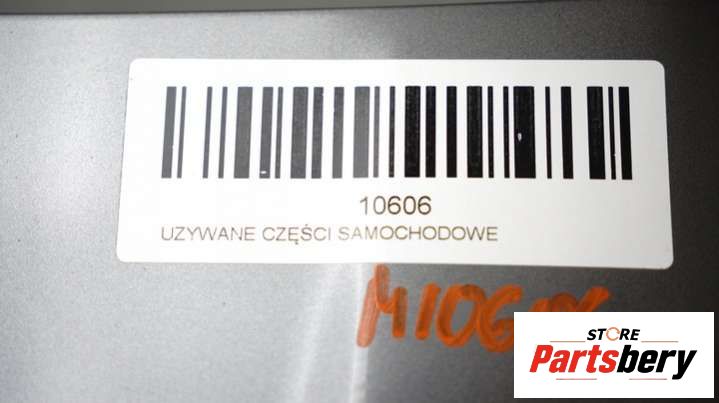 10606
UZYWANE CZĘŚCI SAMOCHODOWE
STORE
Partsbery